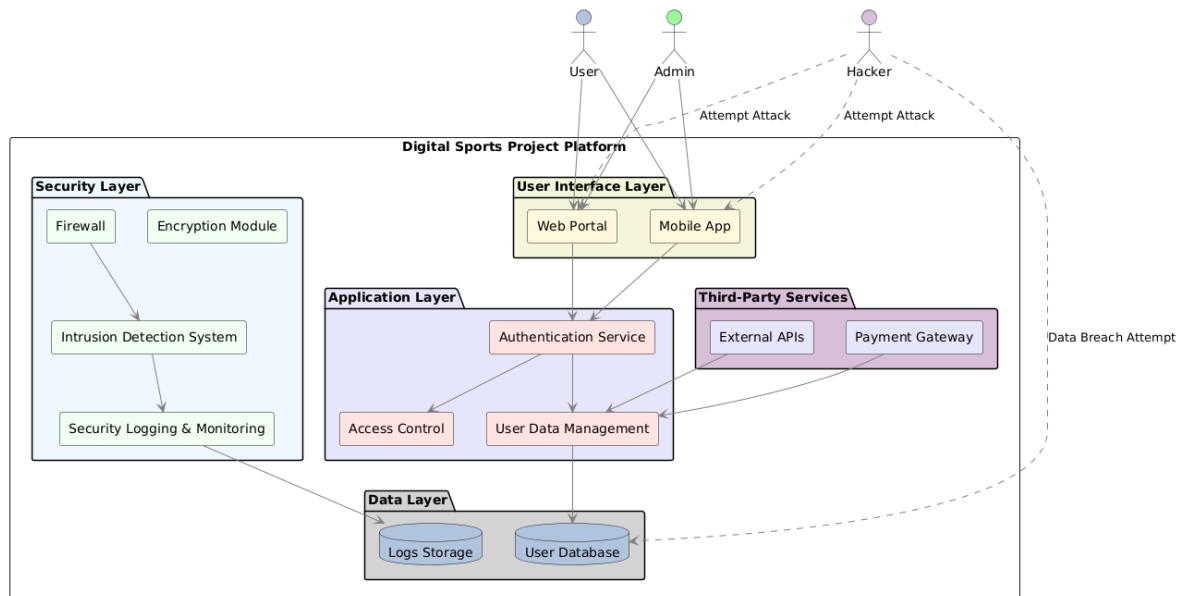 User
Admin
Hacker
Attempt Attack
Attempt Attack
Digital Sports Project Platform
Security Layer
User Interface Layer
Firewall
Encryption Module
Web Portal
Mobile App
Application Layer
Third-Party Services
Intrusion Detection System
Authentication Service
External APIs
Payment Gateway
Data Breach Attempt
Security Logging & Monitoring
Access Control
User Data Management
Data Layer
Logs Storage
User Database